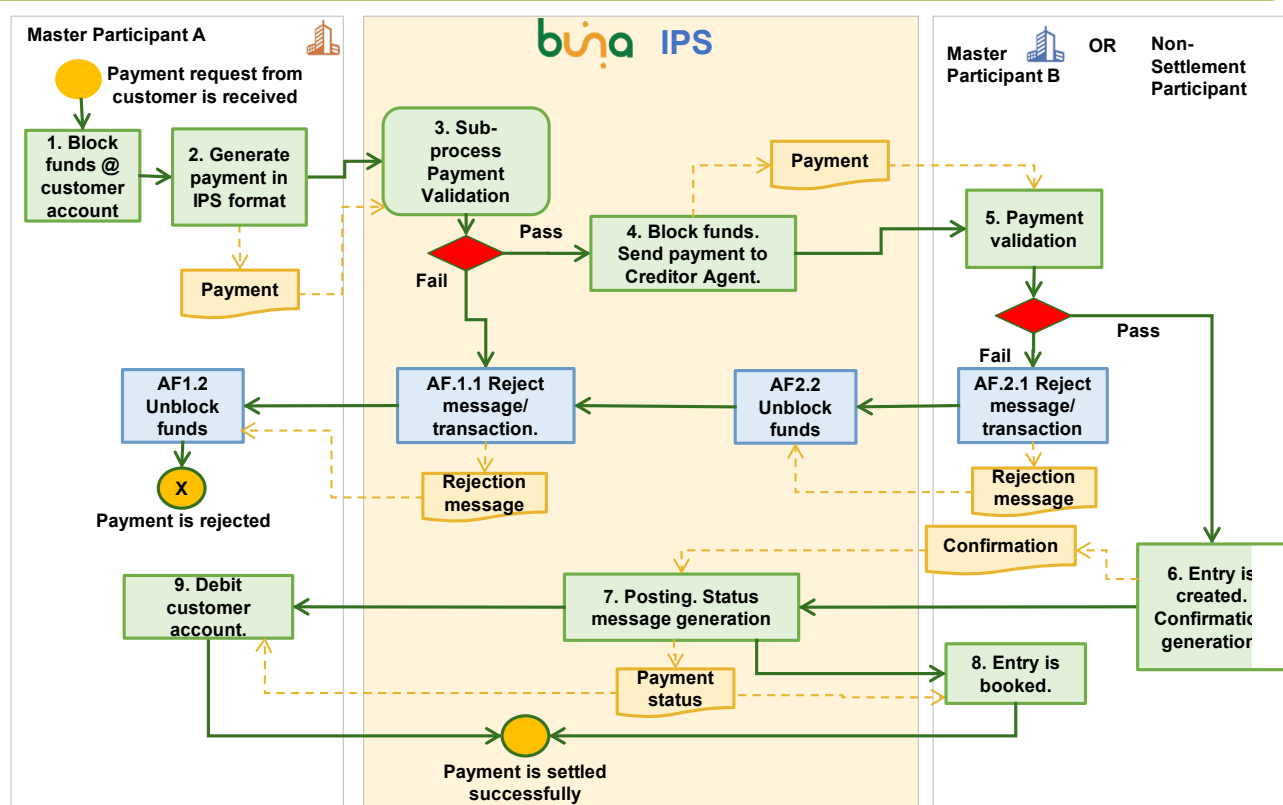 Master Participant A
Payment request from
customer is received
1. Block
funds @
customer
account
2. Generate
payment in
IPS format
Payment
buna IPS
3. Sub-
process
Payment
Validation
Pass
Fail
4. Block funds.
Send payment to
Creditor Agent.
Payment
Master
Participant B
OR
Non-
Settlement
Participant
5. Payment
validation
Pass
Fail
AF1.2
Unblock
funds
AF.1.1 Reject
message/
transaction.
AF2.2
Unblock
funds
AF.2.1 Reject
message/
transaction
X
Payment is rejected
Rejection
message
Rejection
message
Confirmation
9. Debit
customer
account.
7. Posting. Status
message generation
6. Entry is
created.
generation
Payment
status
8. Entry is
booked.
Payment is settled
successfully